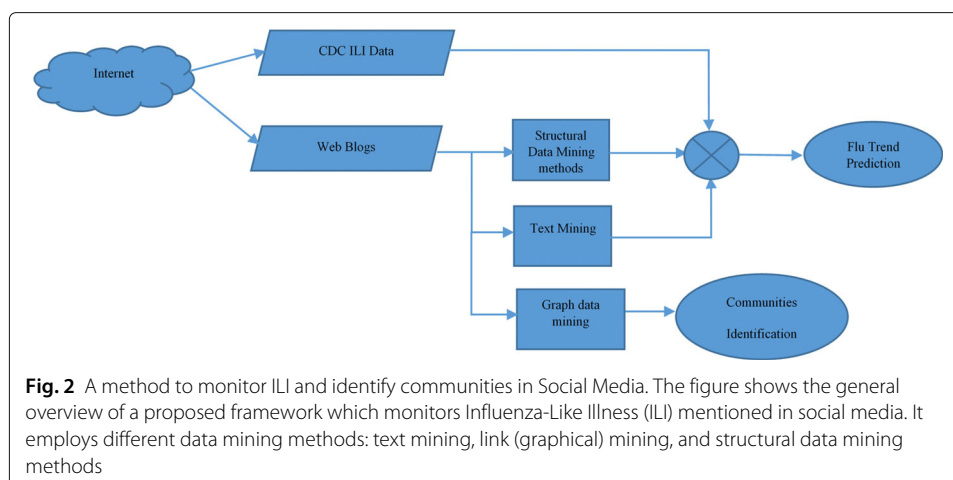 CDC ILI Data
Internet
Web Blogs
Structural
Data Mining
methods
Flu Trend
Prediction
Text Mining
Graph data
mining
Communities
Identification
Fig. 2 A method to monitor ILI and identify communities in Social Media. The figure shows the general
overview of a proposed framework which monitors Influenza-Like Illness (ILI) mentioned in social media. It
employs different data mining methods: text mining, link (graphical) mining, and structural data mining
methods